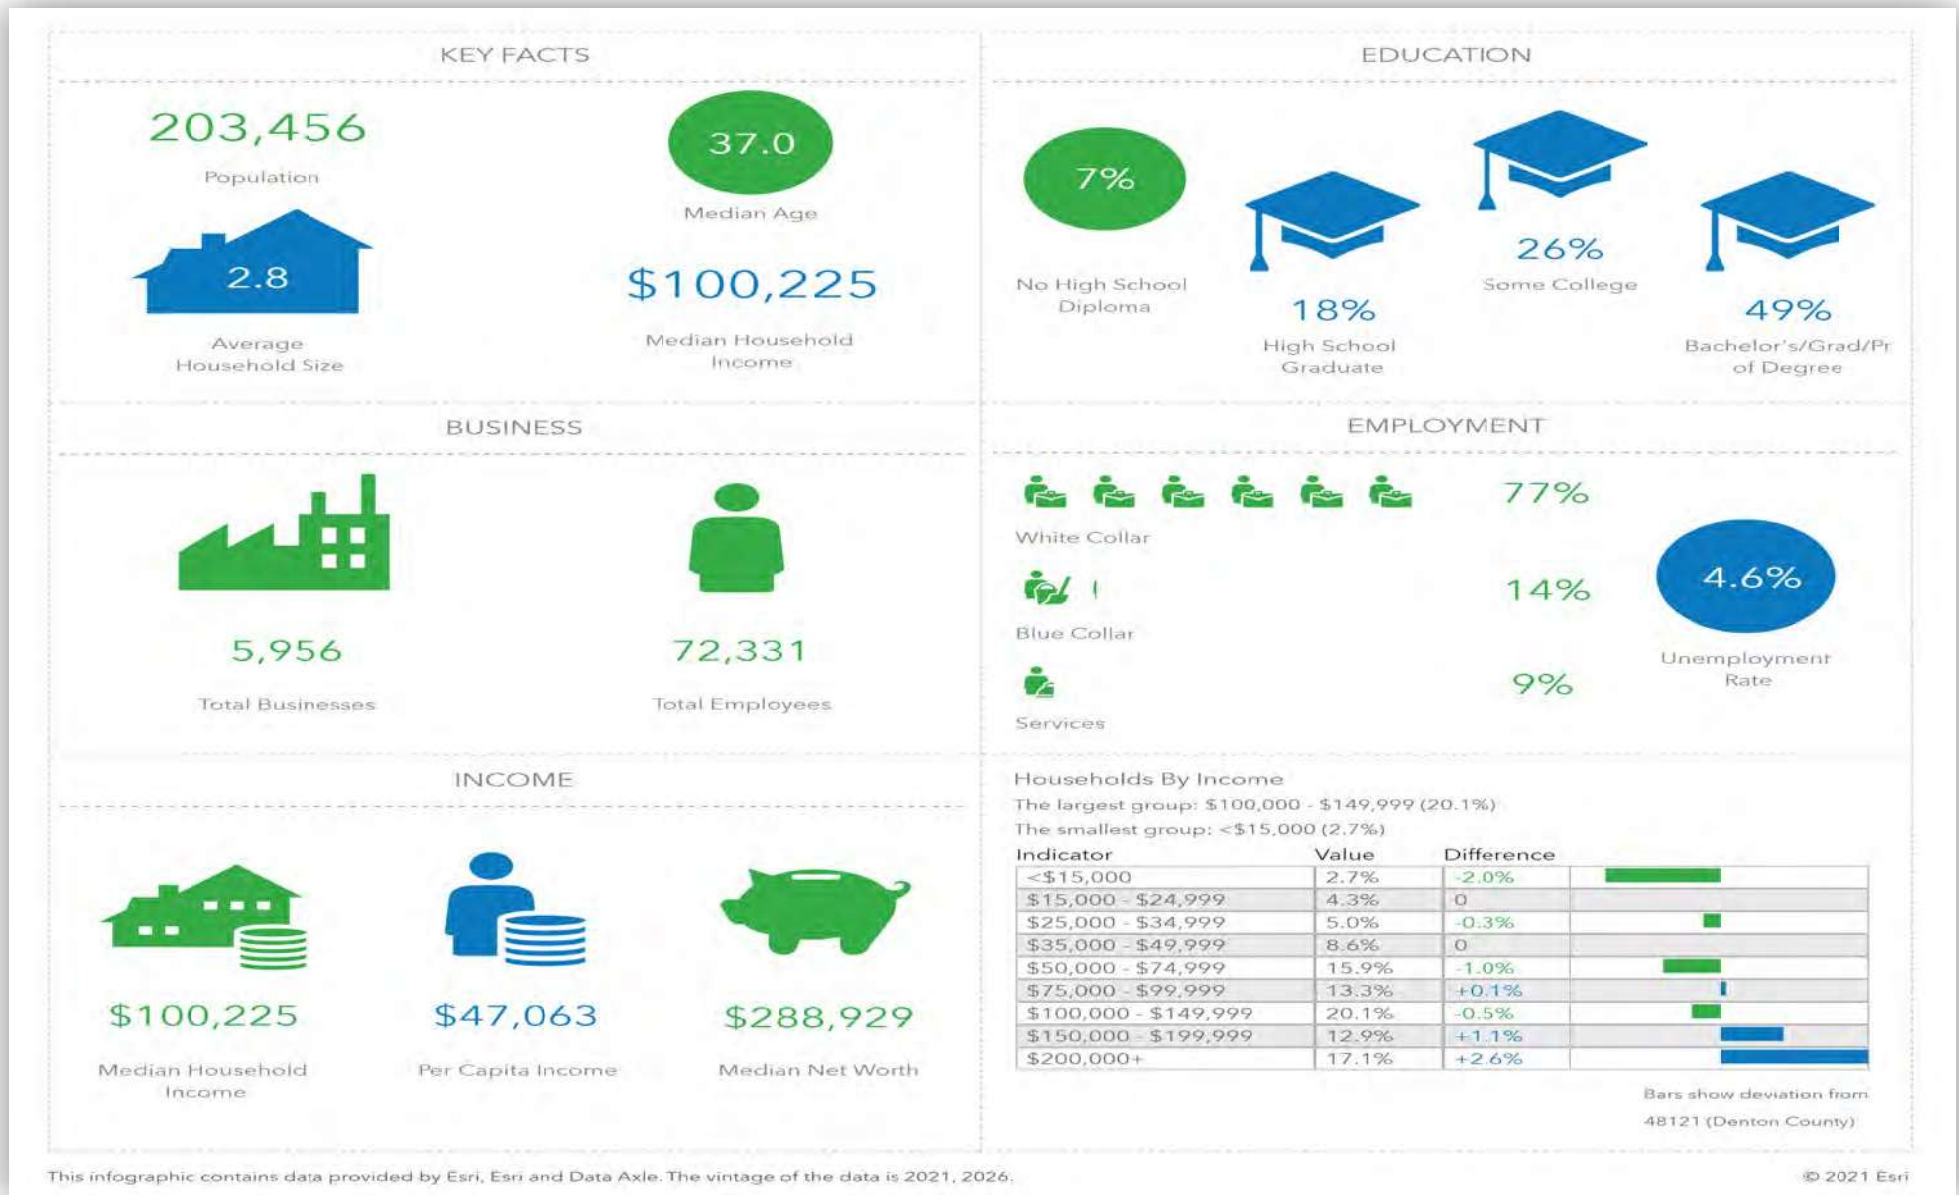 KEY FACTS
203,456
Population
37.0
Median Age
2.8
Average
Household Size
$100,225
Median Household
Income
EDUCATION
7%
No High School
Diploma
18%
High School
Graduate
26%
Some College
49%
Bachelor's/Grad/Pr
of Degree
BUSINESS
5,956
Total Businesses
72,331
Total Employees
EMPLOYMENT
77%
White Collar
14%
Blue Collar
9%
Services
4.6%
Unemployment
Rate
INCOME
$100,225
Median Household
Income
$47,063
Per Capita Income
$288,929
Median Net Worth
Households By Income
The largest group: $100,000 - $149,999 (20.1%)
The smallest group: <$15,000 (2.7%)
Indicator Value Difference
<$15,000 2.7% -2.0%
$15,000 - $24,999 4.3% 0
$25,000 - $34,999 5.0% -0.3%
$35,000 - $49,999 8.6% 0
$50,000 - $74,999 15.9% -1.0%
$75,000 - $99,999 13.3% +0.1%
$100,000 - $149,999 20.1% -0.5%
$150,000 - $199,999 12.9% +1.1%
$200,000+ 17.1% +2.6%
Bars show deviation from
48121 (Denton County)
This infographic contains data provided by Esri, Esri and Data Axle. The vintage of the data is 2021, 2026.
© 2021 Esri